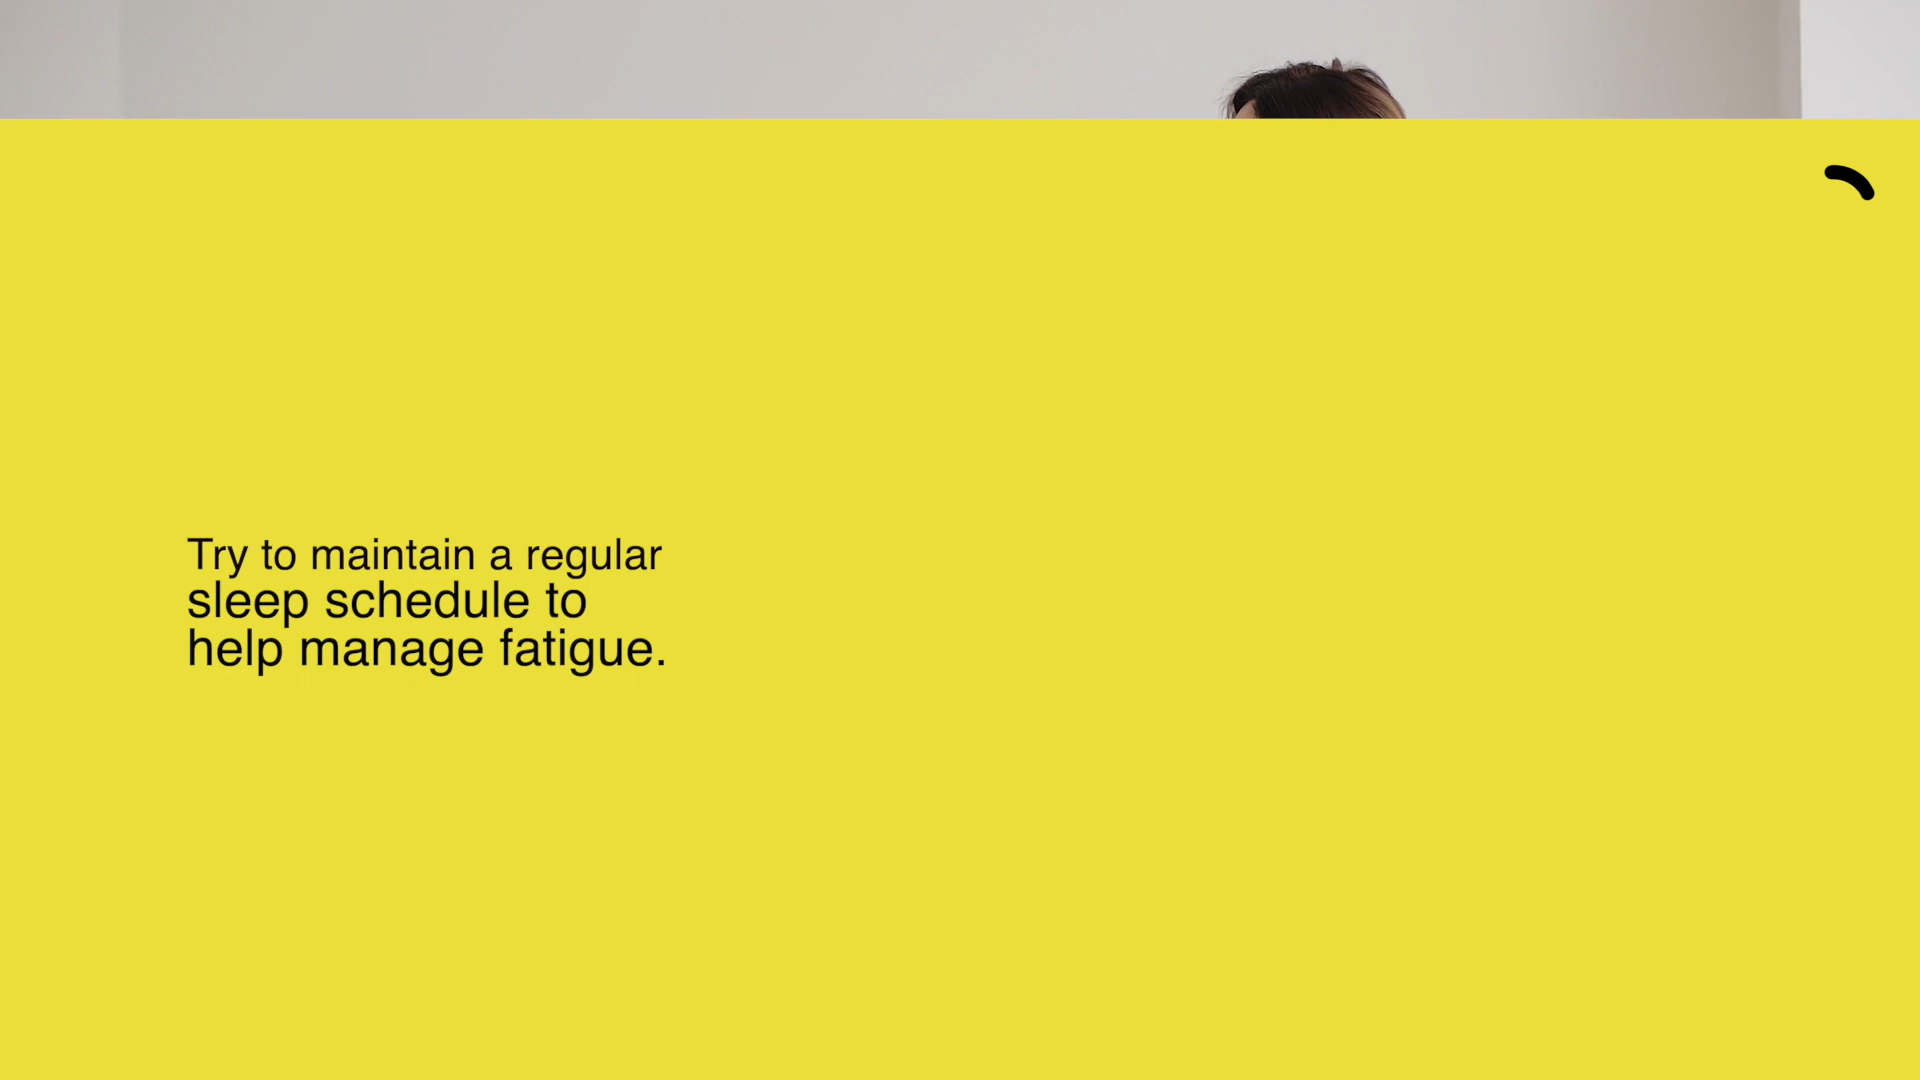 Try to maintain a regular
sleep schedule to
help manage fatigue.